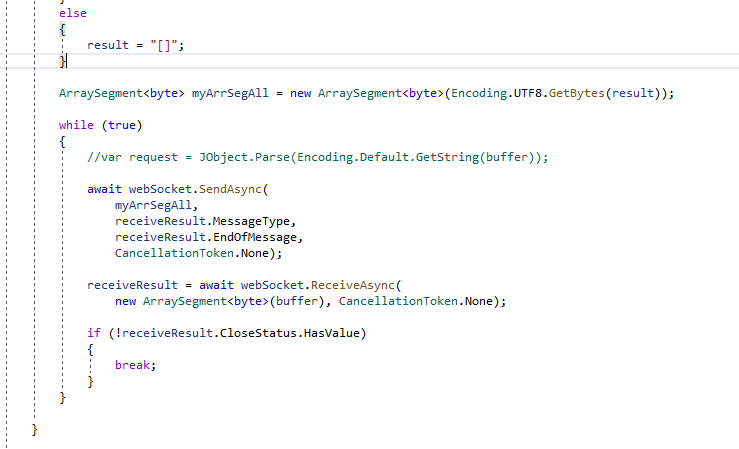 else
{
result = "[]";
}
ArraySegment<byte> myArrSegAll = new ArraySegment<byte>(Encoding.UTF8.GetBytes(result));
while (true)
{
//var request = JObject.Parse(Encoding.Default.GetString(buffer));
await webSocket.SendAsync(
myArrSegAll,
receiveResult.MessageType,
receiveResult.EndOfMessage,
CancellationToken.None);
receiveResult = await webSocket.ReceiveAsync(
new ArraySegment<byte>(buffer), CancellationToken.None);
if (!receiveResult.CloseStatus.HasValue)
{
break;
}
}
}